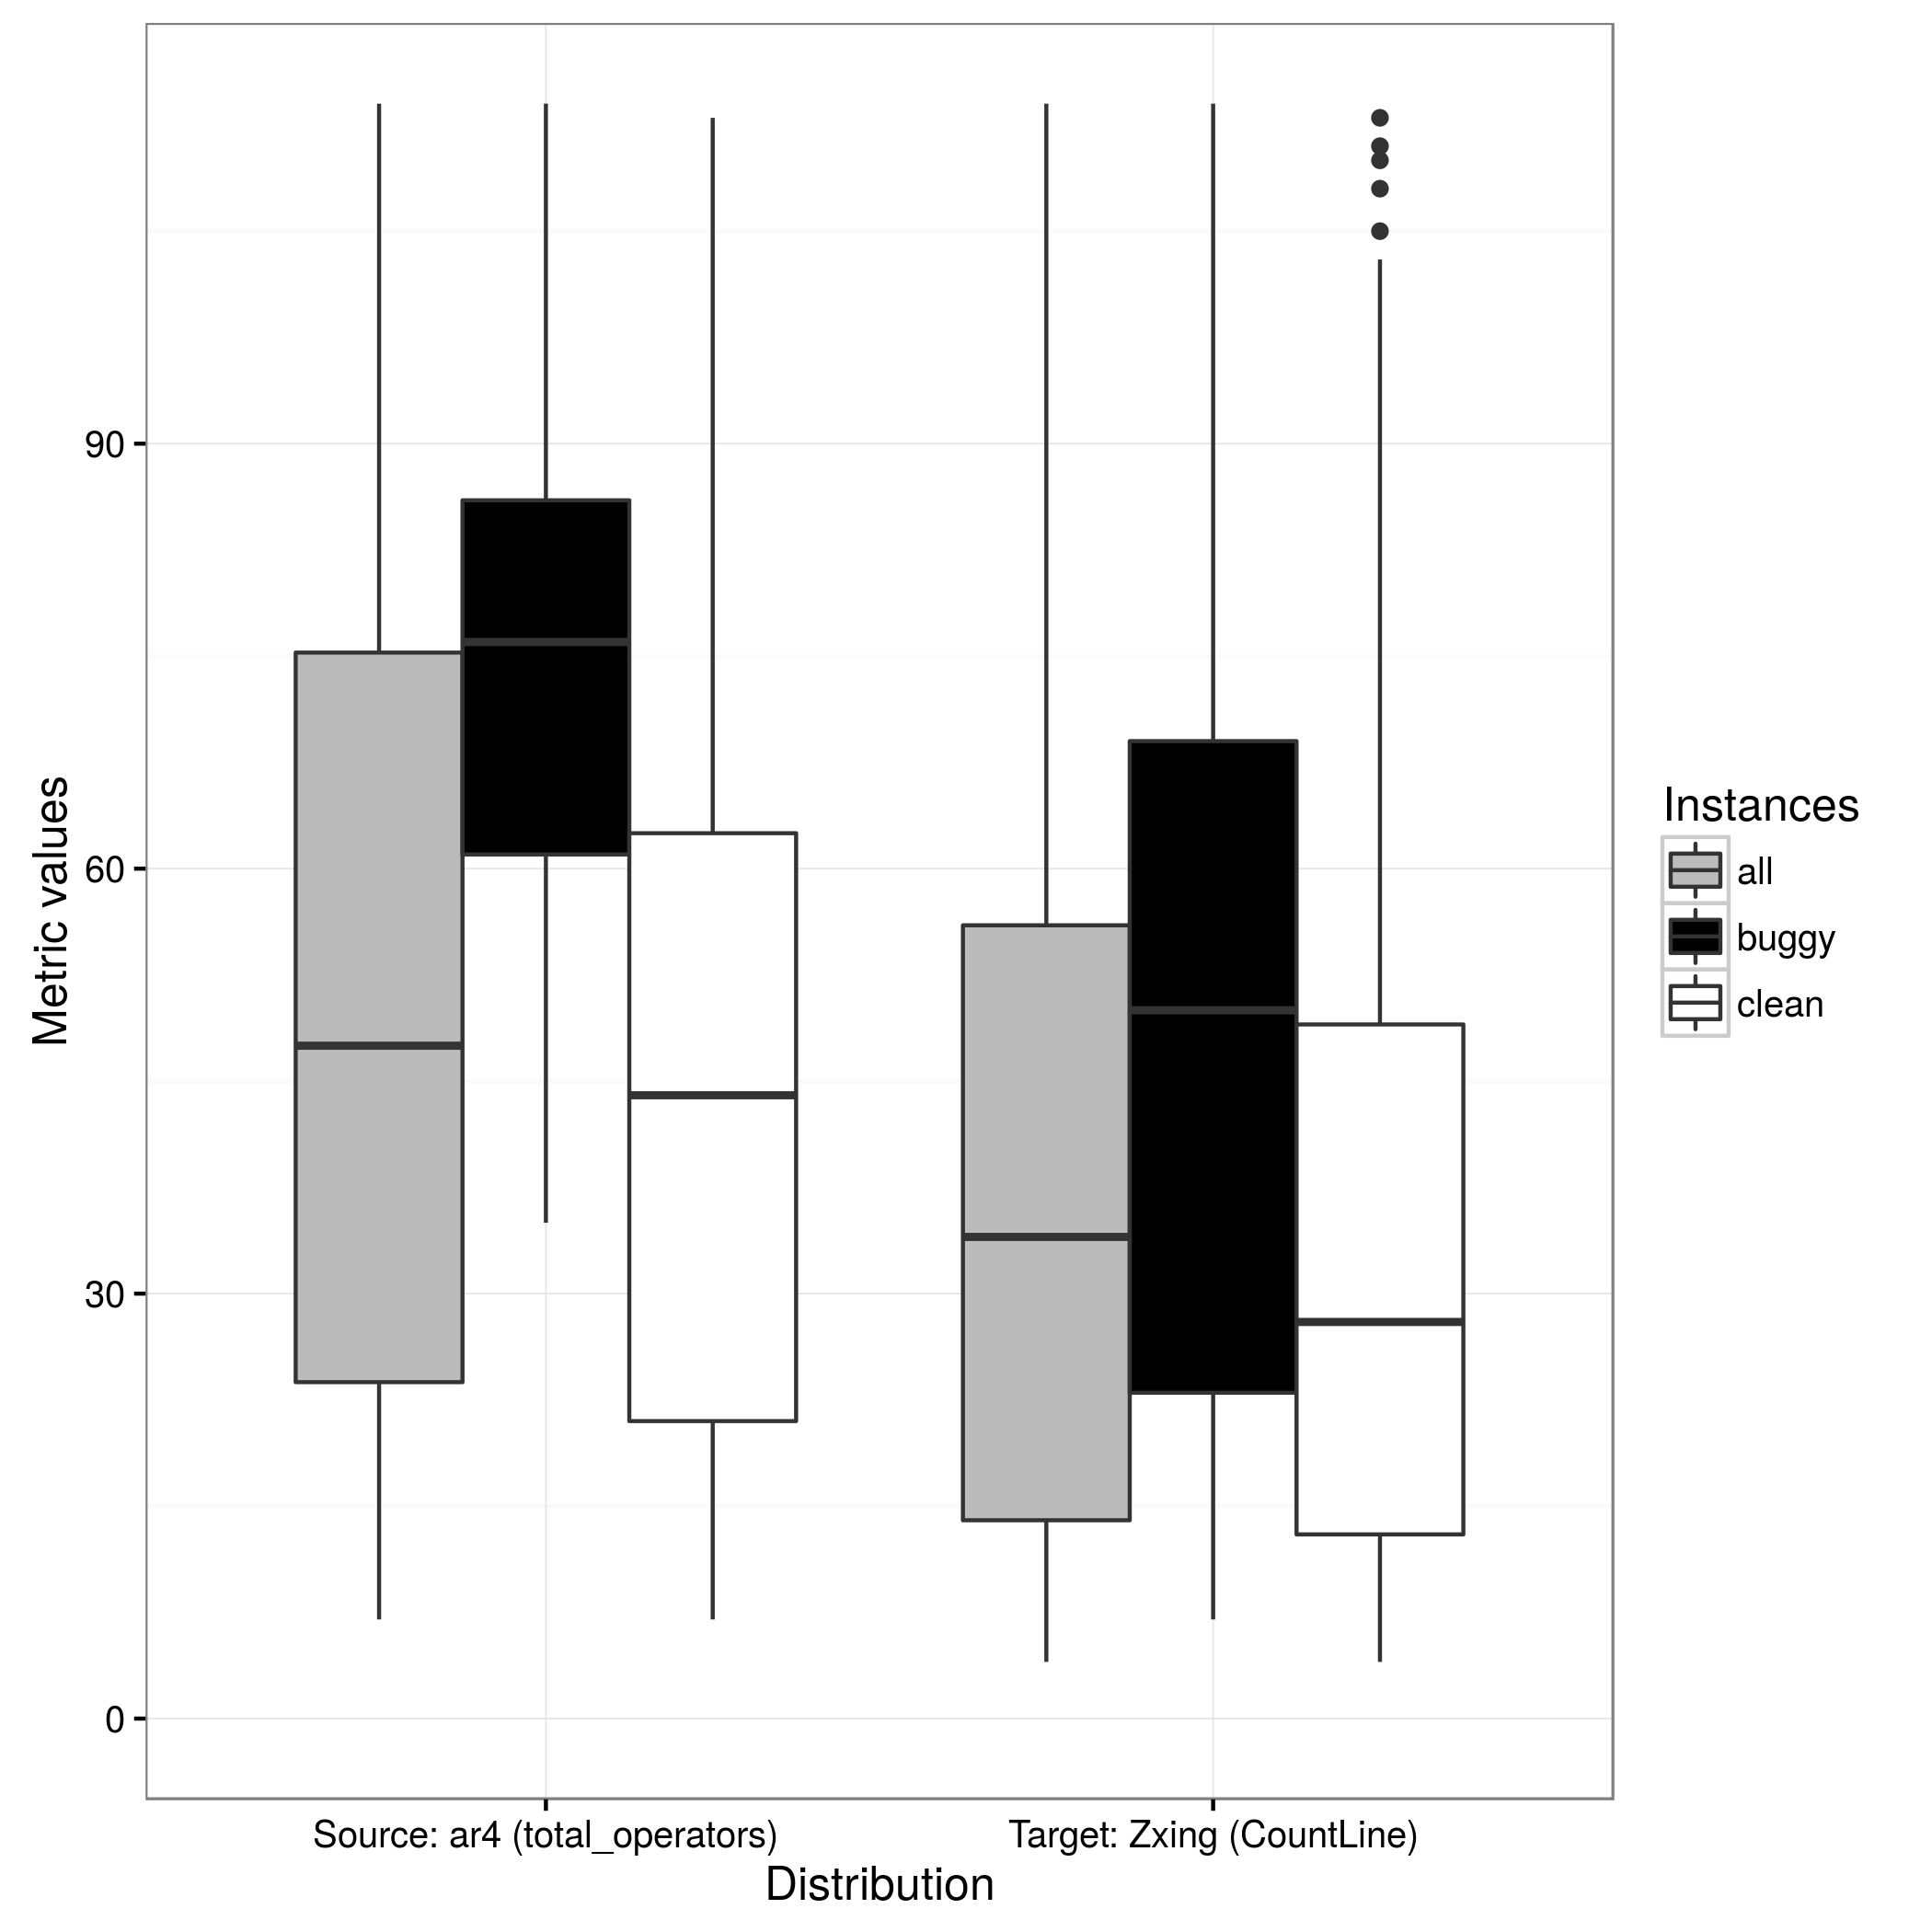 Metric values
90
60
30
0
Source: ar4 (total_operators)
Target: Zxing (CountLine)
Distribution
Instances
all
buggy
clean